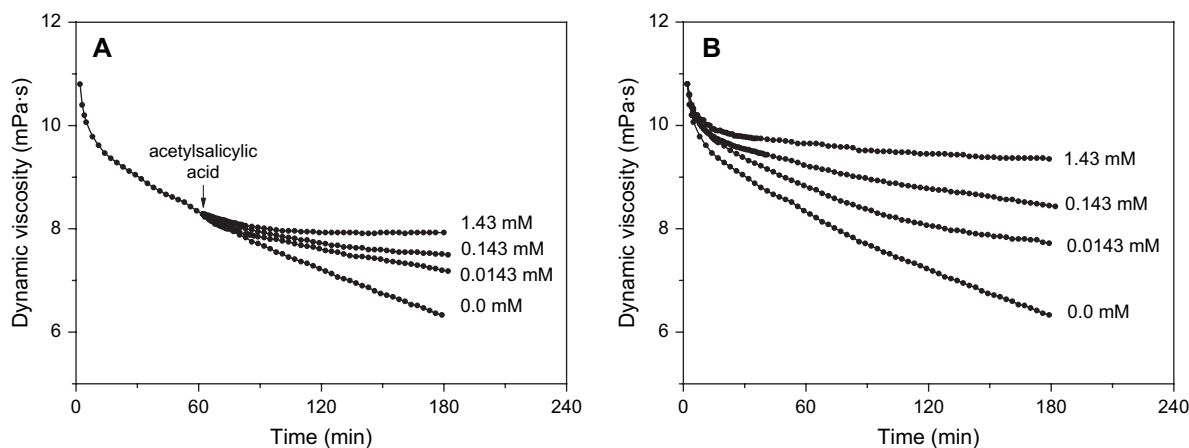 A
Dynamic viscosity (mPa·s)
12
10
8
6
acetylsalicylic
acid
1.43 mM
0.143 mM
0.0143 mM
0.0 mM
0
60
120
180
240
Time (min)
B
Dynamic viscosity (mPa·s)
12
10
8
6
1.43 mM
0.143 mM
0.0143 mM
0.0 mM
0
60
120
180
240
Time (min)